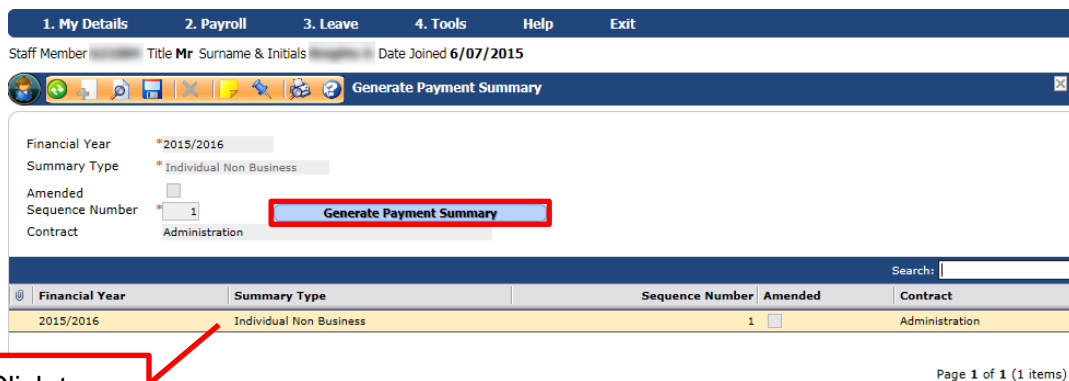 1. My Details 2. Payroll 3. Leave 4. Tools Help Exit
Staff Member Title Mr Surname & Initials Date Joined 6/07/2015
Generate Payment Summary
Financial Year *2015/2016
Summary Type * Individual Non Business
Amended
Sequence Number * 1 Generate Payment Summary
Contract Administration
Search:
Financial Year Summary Type Sequence Number Amended Contract
2015/2016 Individual Non Business 1 Administration
Page 1 of 1 (1 items)